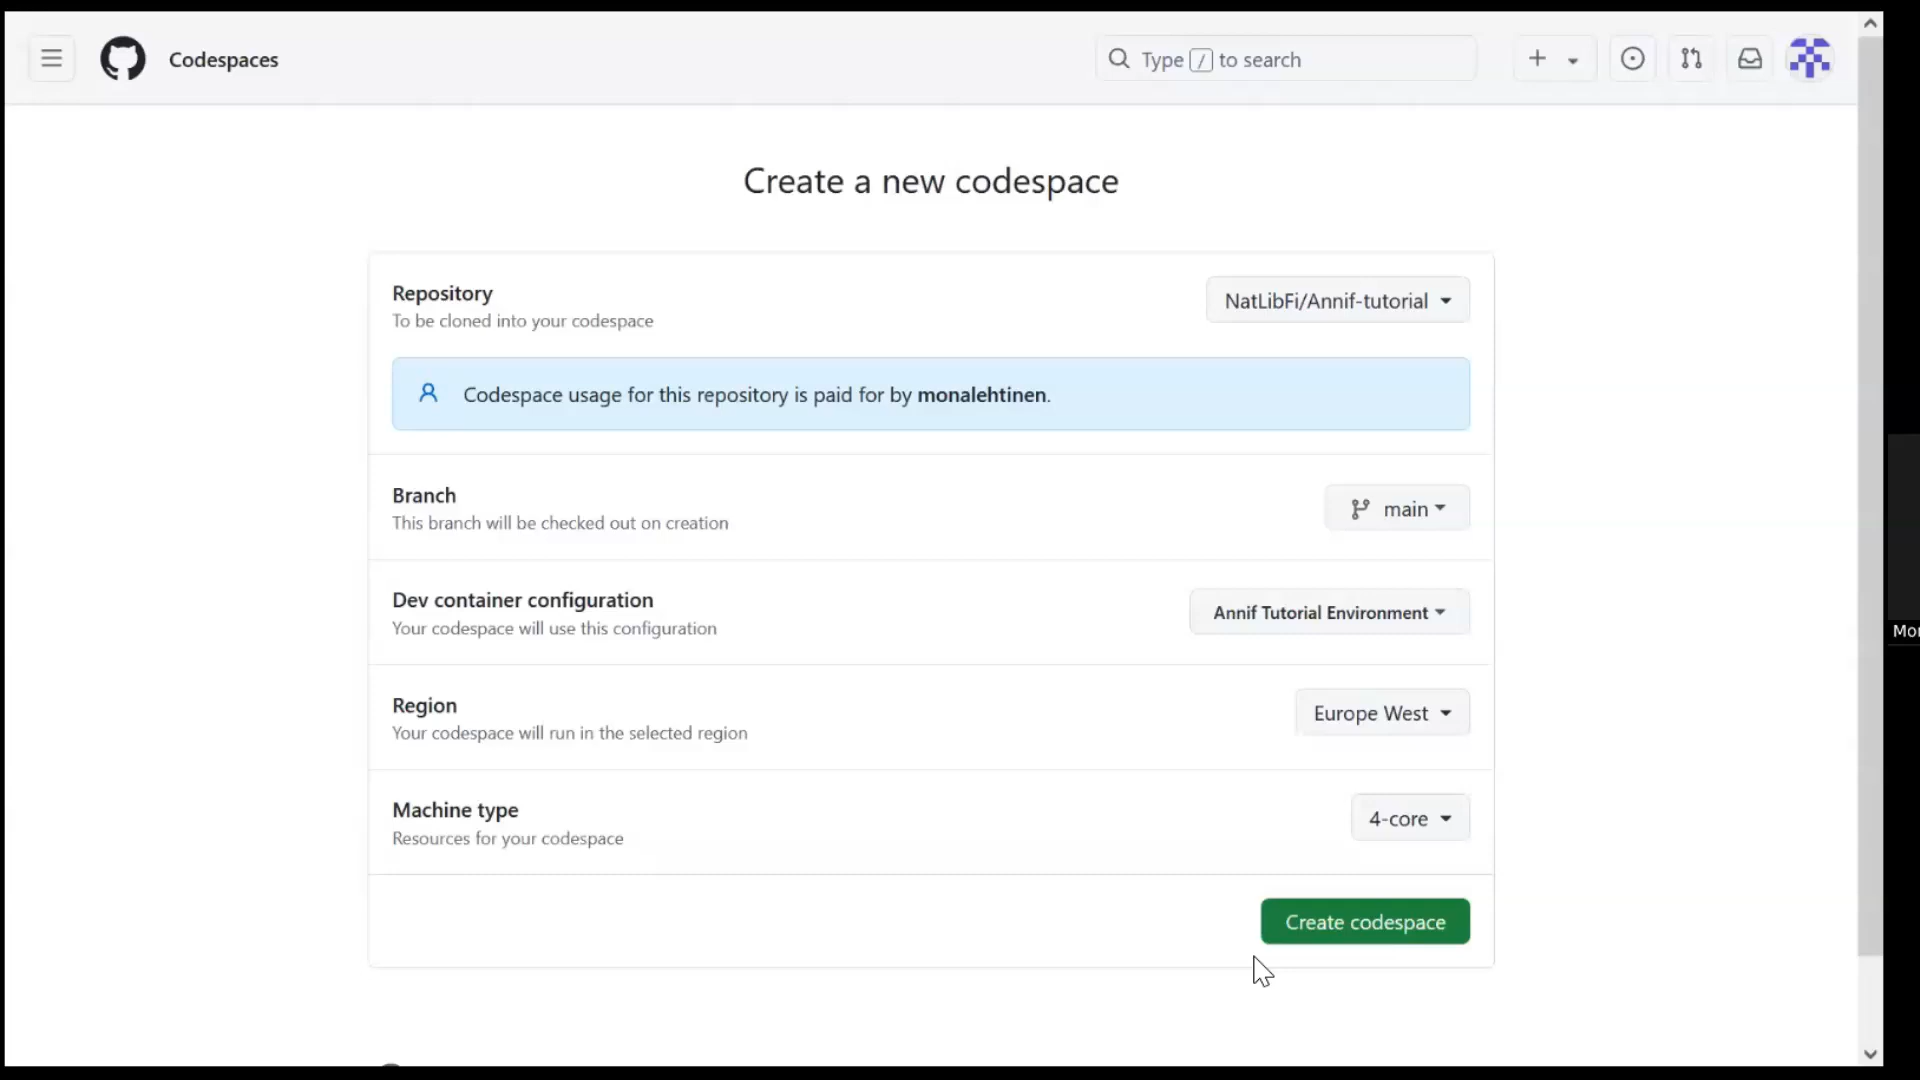 Codespaces
Type / to search
Create a new codespace
Repository
To be cloned into your codespace
NatLibFi/Annif-tutorial
Codespace usage for this repository is paid for by monalehtinen.
Branch
This branch will be checked out on creation
main
Dev container configuration
Your codespace will use this configuration
Annif Tutorial Environment
Region
Your codespace will run in the selected region
Europe West
Machine type
Resources for your codespace
4-core
Create codespace